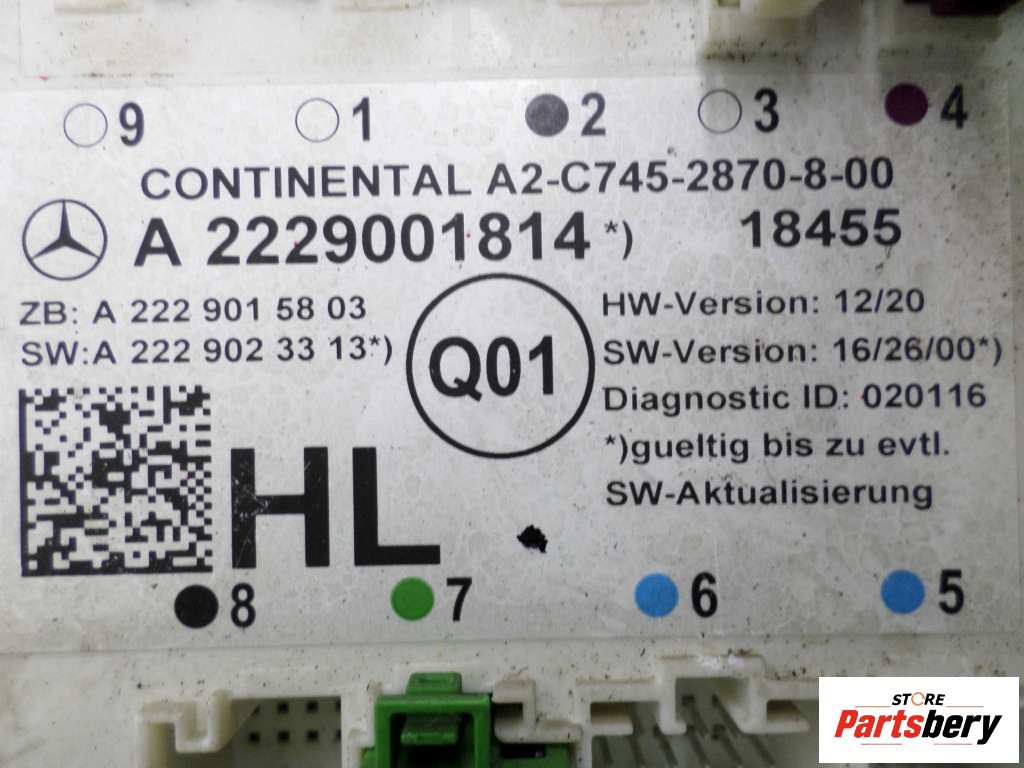 9 1 2 3 4
CONTINENTAL A2-C745-2870-8-00
A 2229001814 *) 18455
ZB: A 222 901 58 03
HW-Version: 12/20
SW:A 222 902 33 13*)
Q01
SW-Version: 16/26/00*)
Diagnostic ID: 020116
*)gueltig bis zu evtl.
SW-Aktualisierung
HL
8 7 6 5
STORE
Partsbery